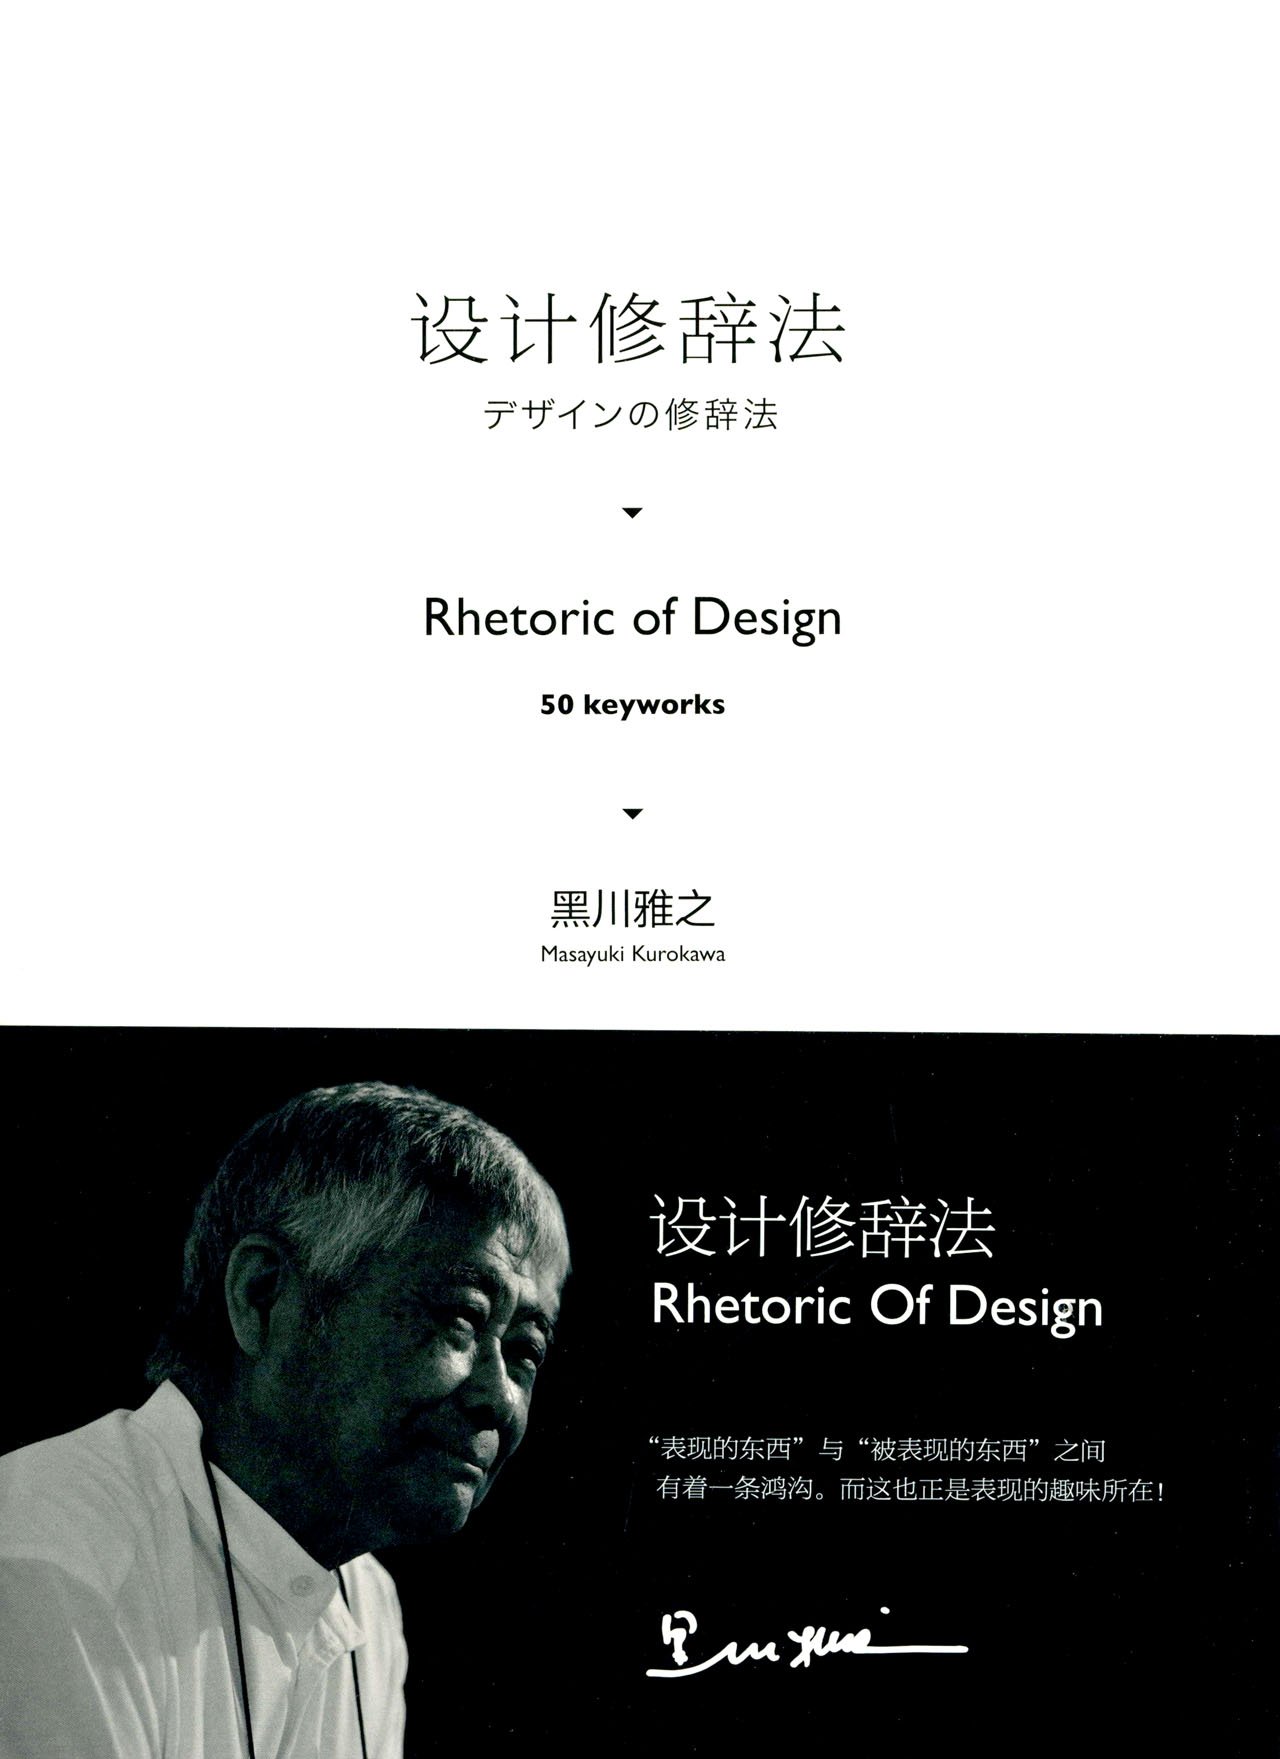 设计修辞法
デザインの修辞法
Rhetoric of Design
50 keyworks
黑川雅之
Masayuki Kurokawa
设计修辞法
Rhetoric Of Design
“表现的东西”与“被表现的东西”之间
有着一条鸿沟。而这也正是表现的趣味所在！